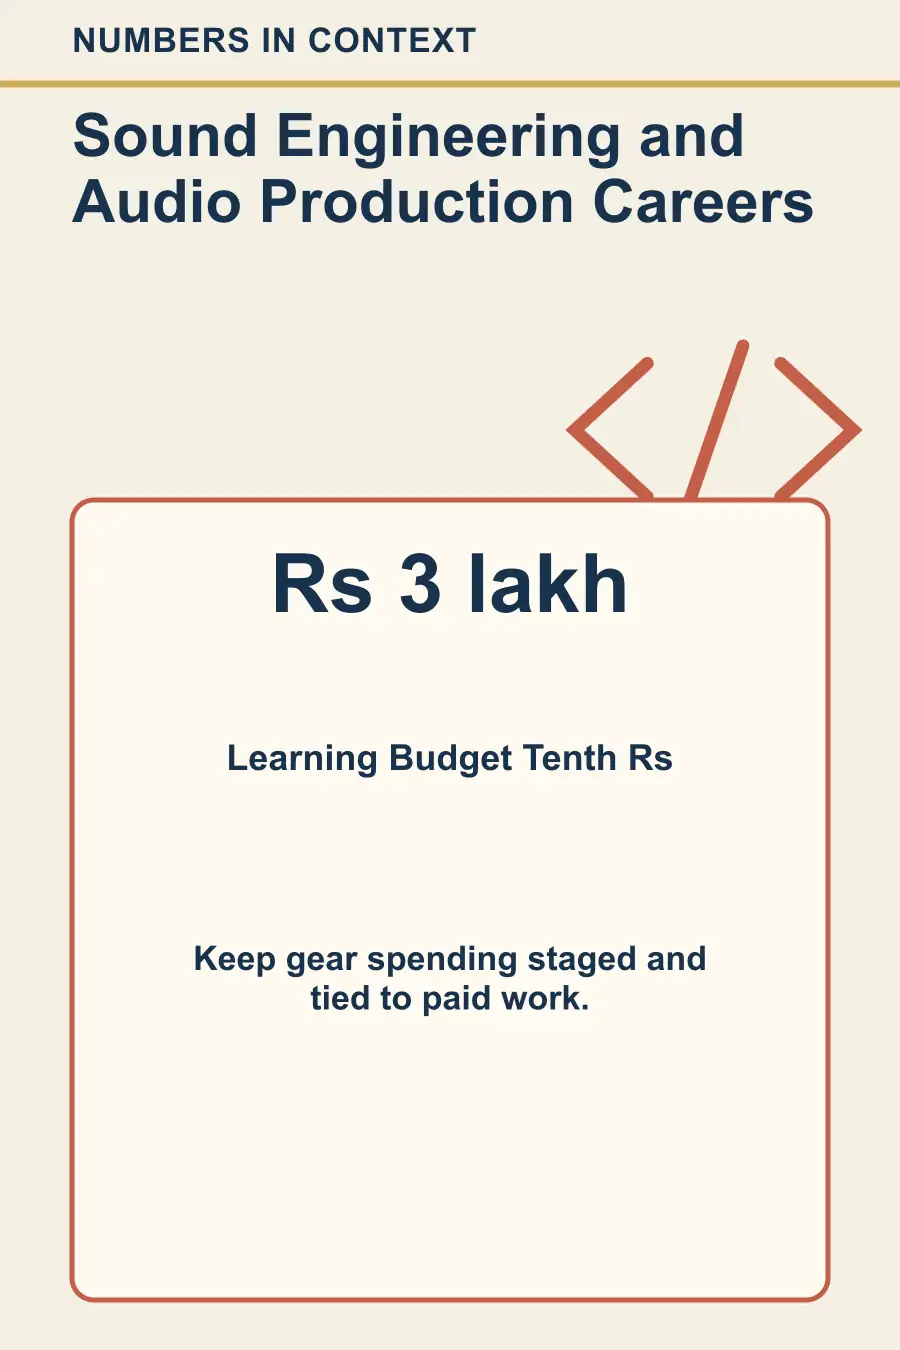 NUMBERS IN CONTEXT
Sound Engineering and
Audio Production Careers
Rs 3 lakh
Learning Budget Tenth Rs
Keep gear spending staged and
tied to paid work.